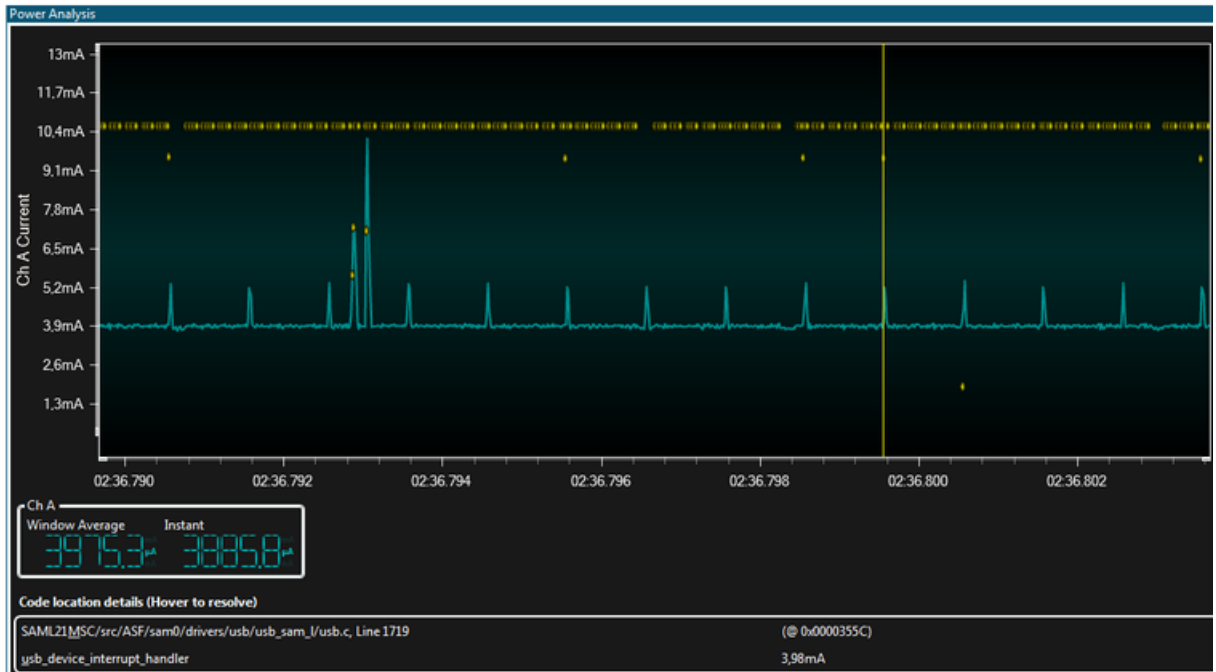 Power Analysis
13mA
11,7mA
10,4mA
9,1mA
7,8mA
6,5mA
5,2mA
3,9mA
2,6mA
1,3mA
Ch A Current
02:36.790 02:36.792 02:36.794 02:36.796 02:36.798 02:36.800 02:36.802
Ch A
Window Average Instant
3975.3 µA 3885.8 µA
Code location details (Hover to resolve)
SAML21MSC/src/ASF/sam0/drivers/usb/usb_sam_l/usb.c, Line 1719 (@ 0x0000355C)
usb_device_interrupt_handler 3,98mA